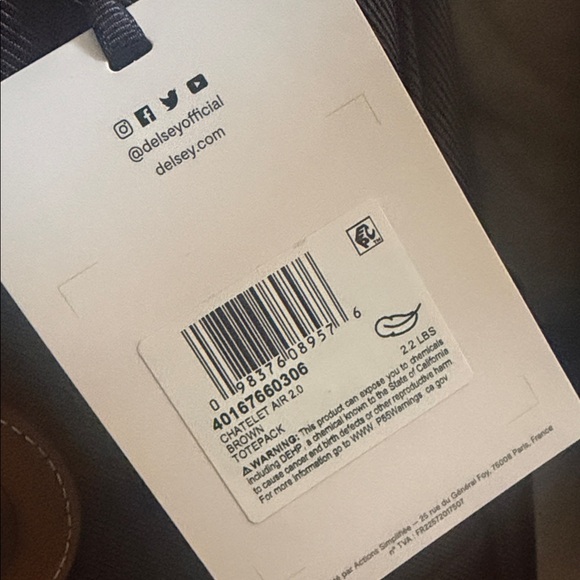 @delseyofficial
delsey.com
0 98376 08957 6
40167660306
CHATELET AIR 2.0
BROWN
TOTEPACK
2.2 LBS
⚠WARNING: This product can expose you to chemicals
including DEHP, a chemical known to the State of California
to cause cancer and birth defects or other reproductive harm.
For more information go to WWW. P65Warnings ca gov
par Actions Simplifiée — 25 rue du Général Foy, 75008 Paris, France
n° TVA : FR22572017507